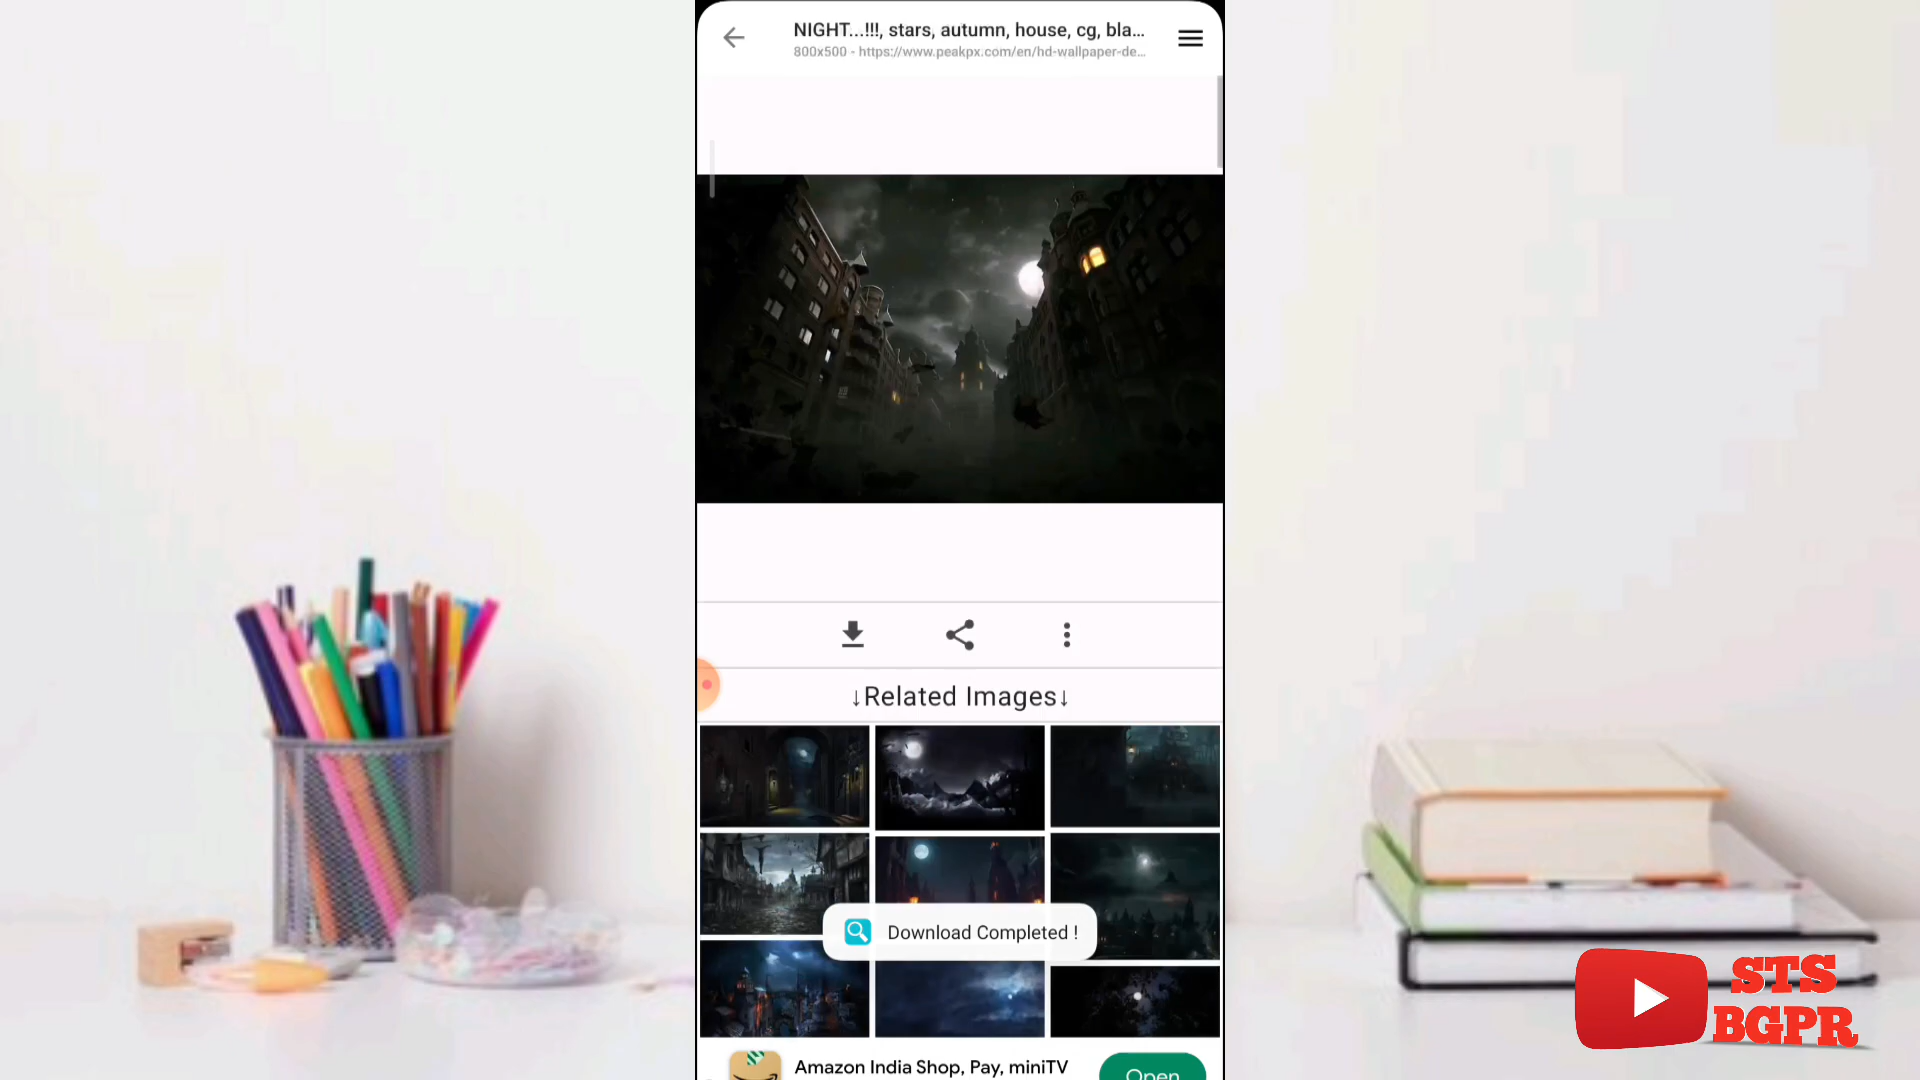 NIGHT...!!!, stars, autumn, house, cg, bla...
800x500 - https://www.peakpx.com/en/hd-wallpaper-de...
↓Related Images↓
Download Completed !
Amazon India Shop, Pay, miniTV
Open
STS
BGPR